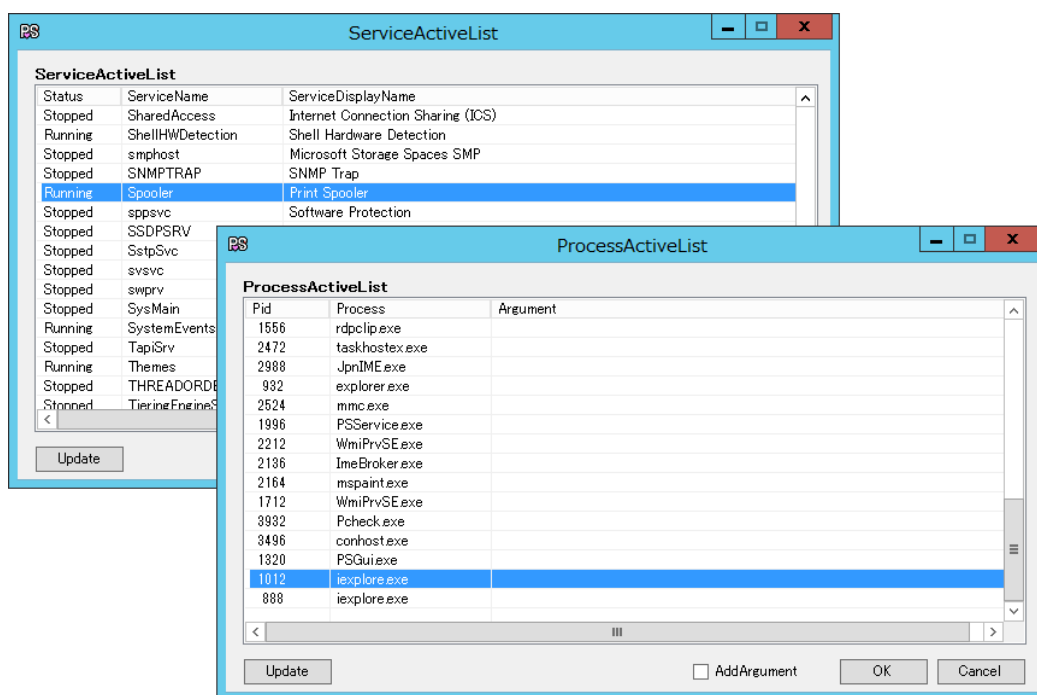 PS ServiceActiveList
ServiceActiveList
Status ServiceName ServiceDisplayName
Stopped SharedAccess Internet Connection Sharing (ICS)
Running ShellHWDetection Shell Hardware Detection
Stopped smphost Microsoft Storage Spaces SMP
Stopped SNMPTRAP SNMP Trap
Running Spooler Print Spooler
Stopped sppsvc Software Protection
Stopped SSDPSRV
Stopped SstpSvc
Stopped svsvc
Stopped swprv
Stopped SysMain
Running SystemEvents
Stopped TapiSrv
Running Themes
Stopped THREADORDE
Stopped TieringEngineS
Update
PS ProcessActiveList
ProcessActiveList
Pid Process Argument
1556 rdpclip.exe
2472 taskhostex.exe
2988 JpnIME.exe
932 explorer.exe
2524 mmc.exe
1996 PSService.exe
2212 WmiPrvSE.exe
2136 ImeBroker.exe
2164 mspaint.exe
1712 WmiPrvSE.exe
3932 Pcheck.exe
3496 conhost.exe
1320 PSGui.exe
1012 iexplore.exe
888 iexplore.exe
Update AddArgument OK Cancel